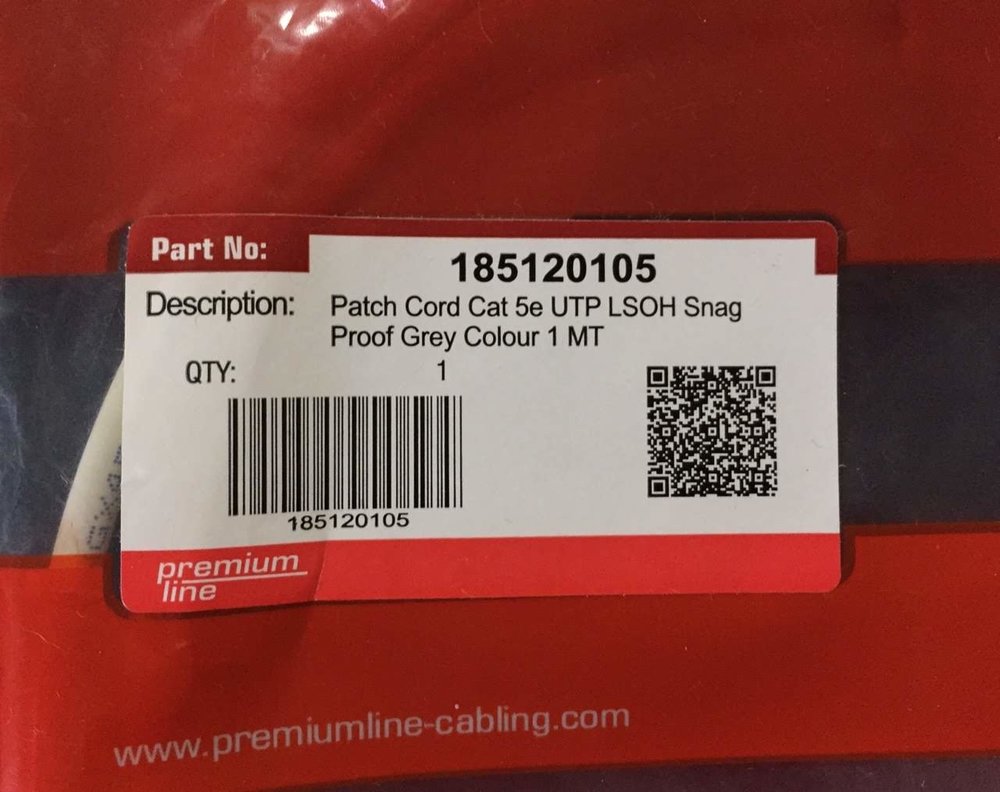 Part No:
185120105
Description: Patch Cord Cat 5e UTP LSOH Snag
Proof Grey Colour 1 MT
QTY: 1
185120105
premium
line
www.premiumline-cabling.com